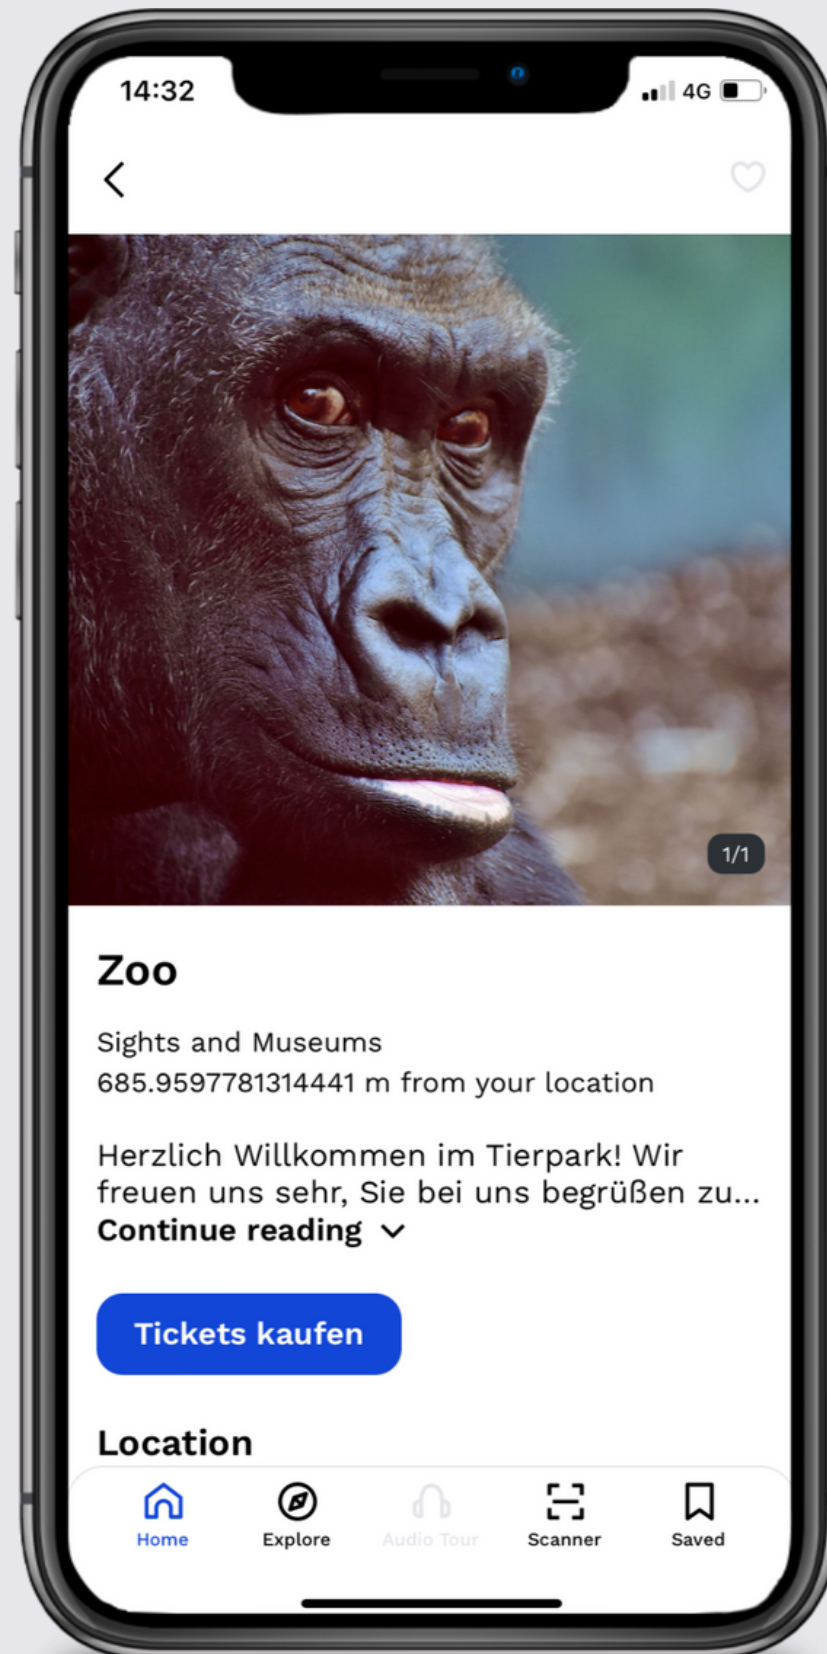 14:32
4G
1/1
Zoo
Sights and Museums
685.9597781314441 m from your location
Herzlich Willkommen im Tierpark! Wir
freuen uns sehr, Sie bei uns begrüßen zu...
Continue reading
Tickets kaufen
Location
Home Explore Audio Tour Scanner Saved